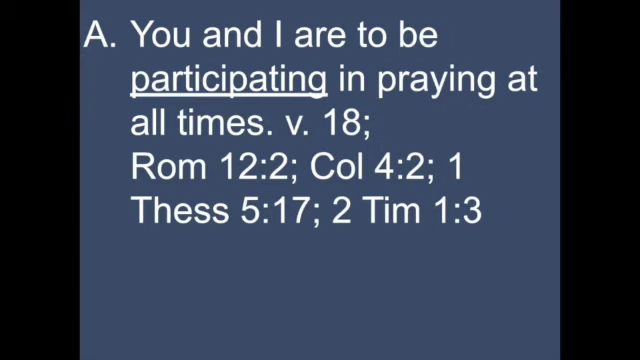 A. You and I are to be
participating in praying at
all times. v. 18;
Rom 12:2; Col 4:2; 1
Thess 5:17; 2 Tim 1:3